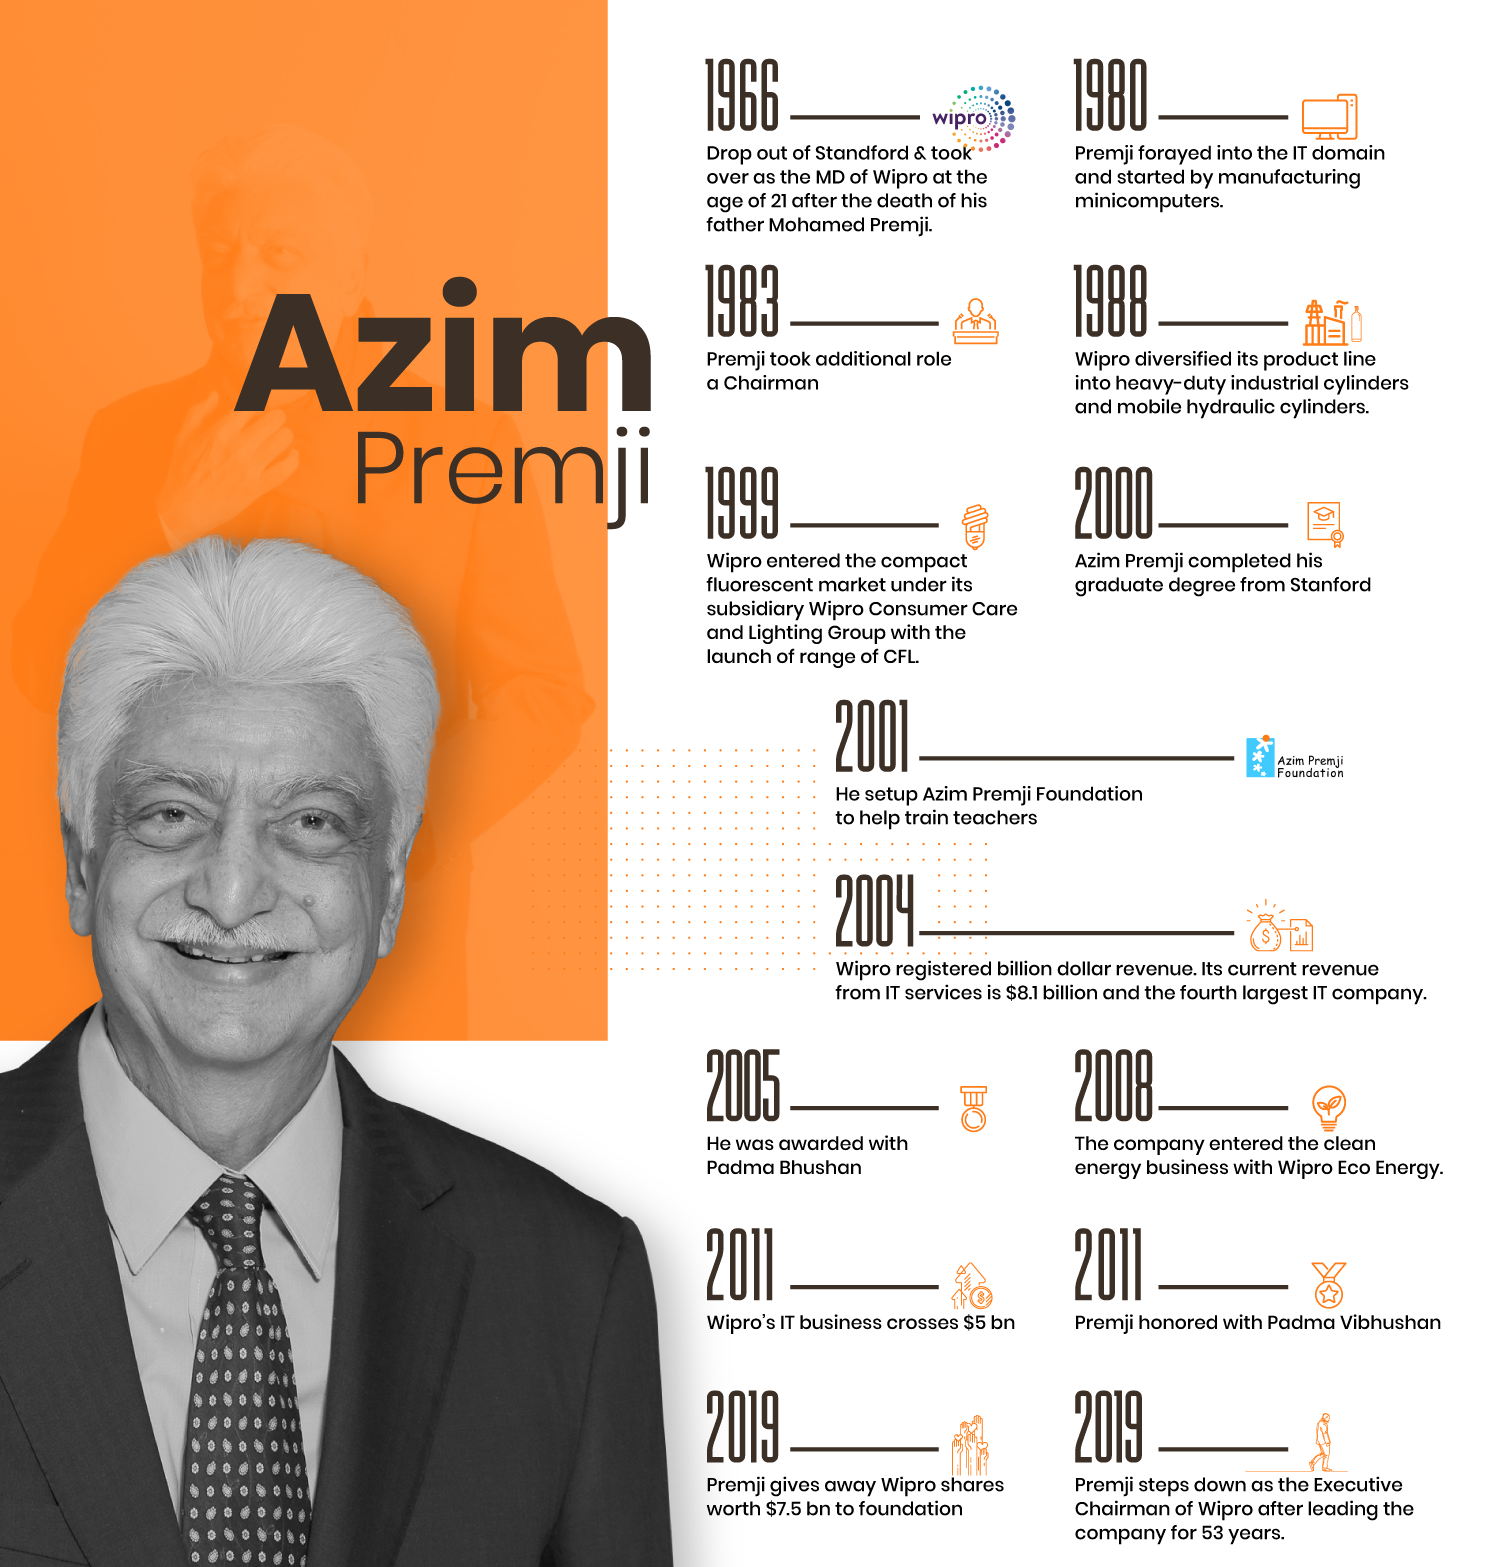 Azim
Premji
1966
wipro
Drop out of Standford & took
over as the MD of Wipro at the
age of 21 after the death of his
father Mohamed Premji.
1980
Premji forayed into the IT domain
and started by manufacturing
minicomputers.
1983
Premji took additional role
a Chairman
1988
Wipro diversified its product line
into heavy-duty industrial cylinders
and mobile hydraulic cylinders.
1999
Wipro entered the compact
fluorescent market under its
subsidiary Wipro Consumer Care
and Lighting Group with the
launch of range of CFL.
2000
Azim Premji completed his
graduate degree from Stanford
2001
Azim Premji
Foundation
He setup Azim Premji Foundation
to help train teachers
2004
$
Wipro registered billion dollar revenue. Its current revenue
from IT services is $8.1 billion and the fourth largest IT company.
2005
He was awarded with
Padma Bhushan
2008
The company entered the clean
energy business with Wipro Eco Energy.
2011
$
Wipro's IT business crosses $5 bn
2011
Premji honored with Padma Vibhushan
2019
Premji gives away Wipro shares
worth $7.5 bn to foundation
2019
Premji steps down as the Executive
Chairman of Wipro after leading the
company for 53 years.